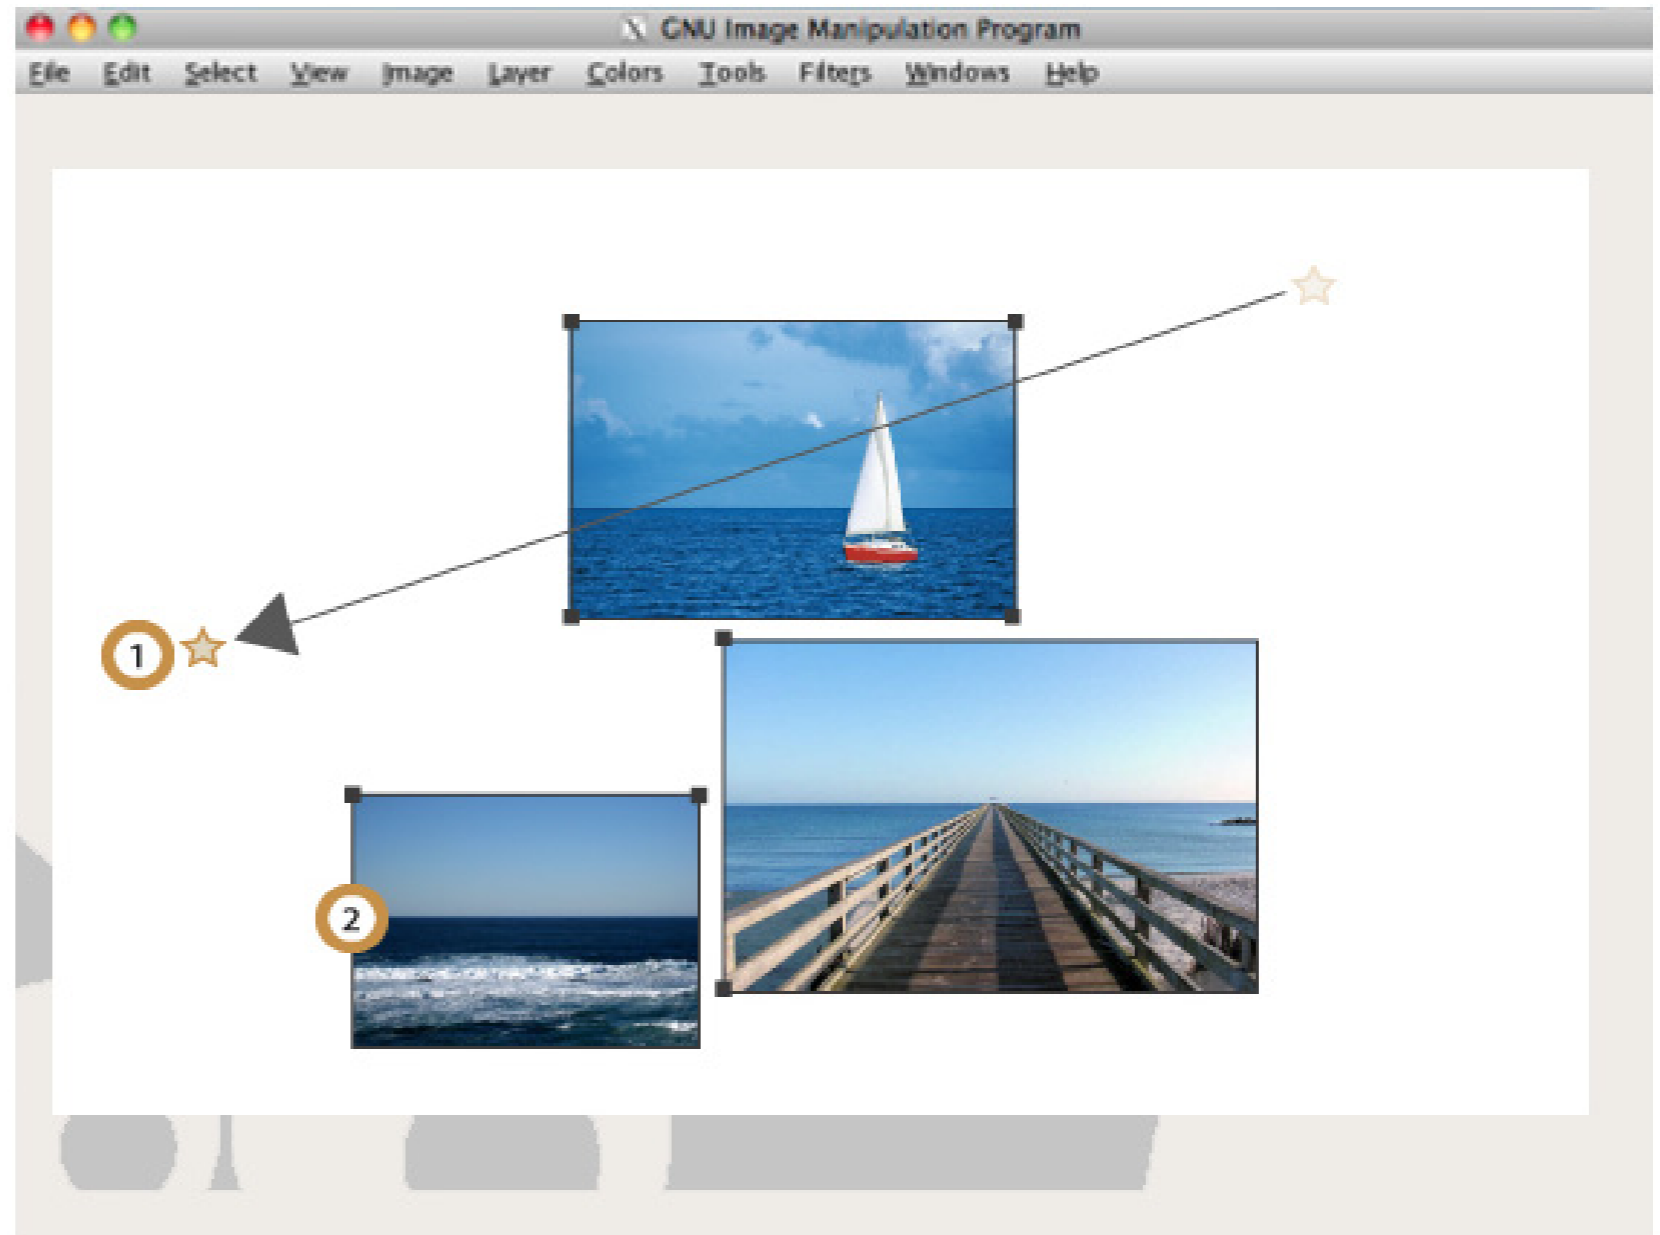 X GNU Image Manipulation Program
File Edit Select View Image Layer Colors Tools Filters Windows Help
1
2